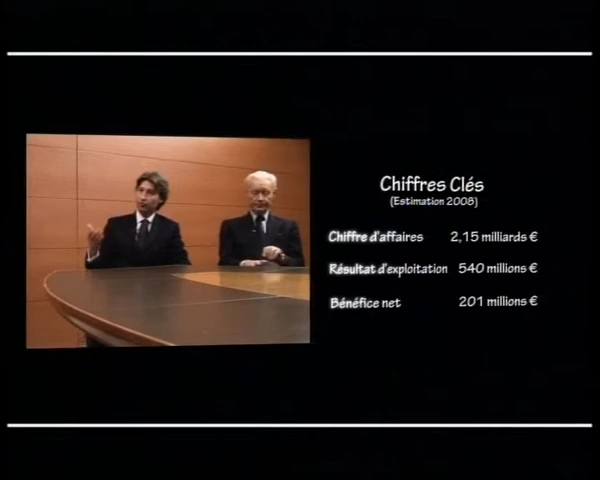 Chiffres Clés
(Estimation 2008)
Chiffre d'affaires 2,15 milliards €
Résultat d'exploitation 540 millions €
Bénéfice net 201 millions €